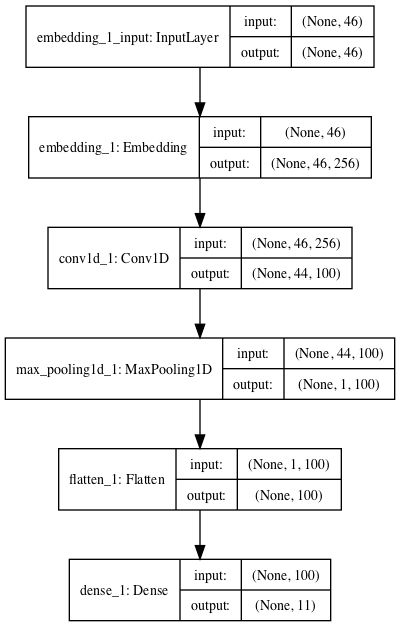 embedding_1_input: InputLayer
input: (None, 46)
output: (None, 46)
embedding_1: Embedding
input: (None, 46)
output: (None, 46, 256)
conv1d_1: Conv1D
input: (None, 46, 256)
output: (None, 44, 100)
max_pooling1d_1: MaxPooling1D
input: (None, 44, 100)
output: (None, 1, 100)
flatten_1: Flatten
input: (None, 1, 100)
output: (None, 100)
dense_1: Dense
input: (None, 100)
output: (None, 11)